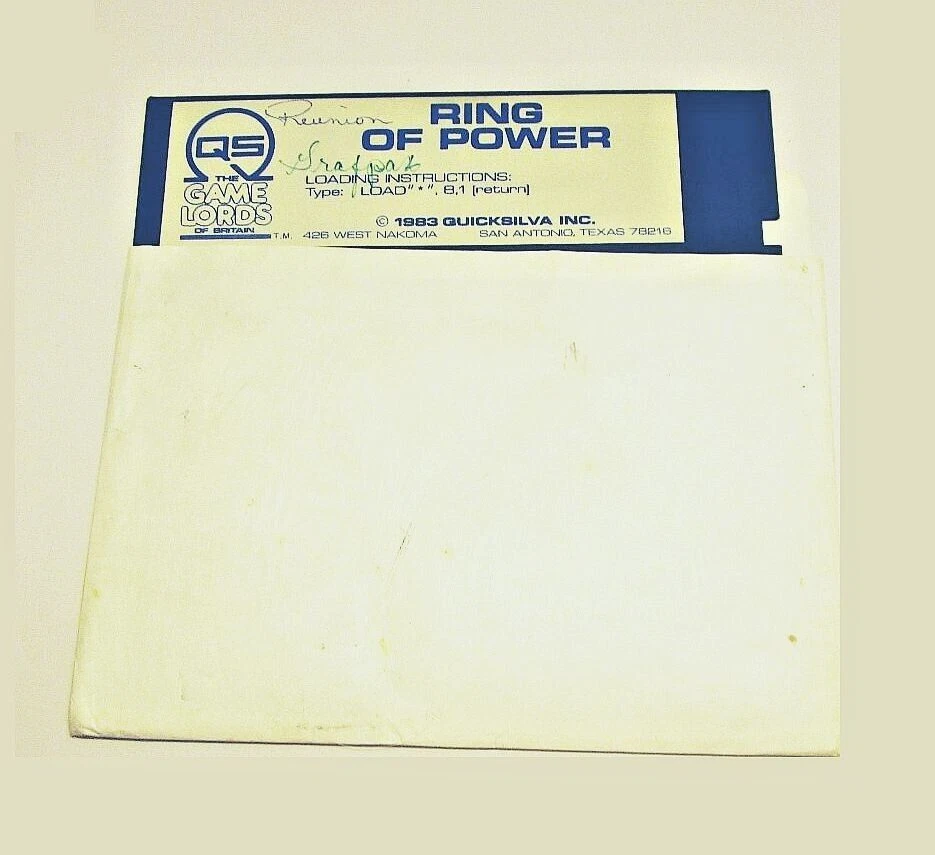 QS
THE
GAME
LORDS
OF BRITAIN
T.M.
Reunion
RING
OF POWER
Grafpak
LOADING INSTRUCTIONS:
Type: LOAD"*", 8,1 [return]
© 1983 QUICKSILVA INC.
426 WEST NAKOMA SAN ANTONIO, TEXAS 78216